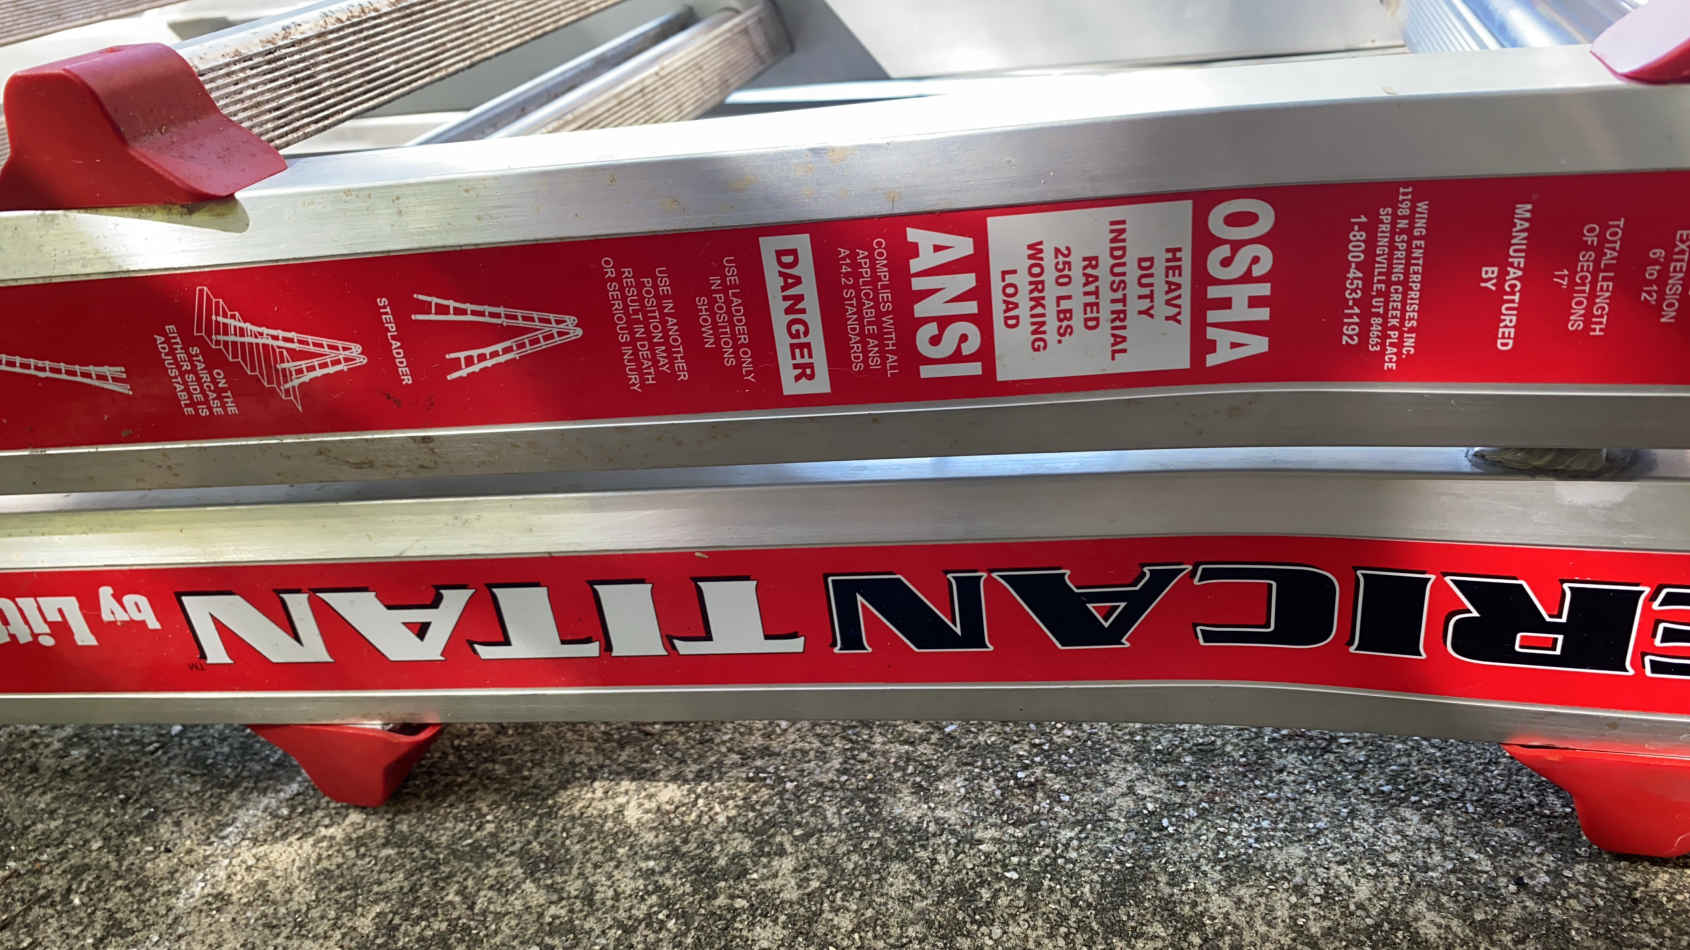 EXTENSION
6' to 12'
TOTAL LENGTH
OF SECTIONS
17'
MANUFACTURED
BY
WING ENTERPRISES, INC.
1198 N. SPRING CREEK PLACE
SPRINGVILLE, UT 84663
1-800-453-1192
OSHA
HEAVY
DUTY
INDUSTRIAL
RATED
250 LBS.
WORKING
LOAD
ANSI
COMPLIES WITH ALL
APPLICABLE ANSI
A14.2 STANDARDS
DANGER
USE LADDER ONLY
IN POSITIONS
SHOWN
USE IN ANOTHER
POSITION MAY
RESULT IN DEATH
OR SERIOUS INJURY
STEPLADDER
ON THE
STAIRCASE
EITHER SIDE IS
ADJUSTABLE
ERICAN TITAN™
by Litt